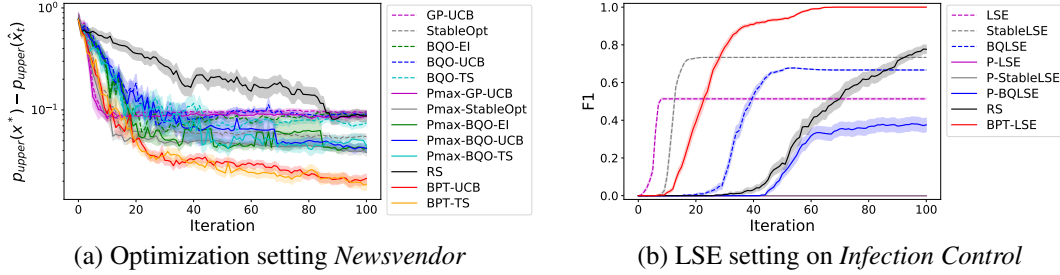 p_upper(x*) − p_upper(x̂_t)
10⁰
10⁻¹
0 20 40 60 80 100
Iteration
GP-UCB
StableOpt
BQO-EI
BQO-UCB
BQO-TS
Pmax-GP-UCB
Pmax-StableOpt
Pmax-BQO-EI
Pmax-BQO-UCB
Pmax-BQO-TS
RS
BPT-UCB
BPT-TS
(a) Optimization setting Newsvendor
F1
1.0
0.8
0.6
0.4
0.2
0.0
0 20 40 60 80 100
Iteration
LSE
StableLSE
BQLSE
P-LSE
P-StableLSE
P-BQLSE
RS
BPT-LSE
(b) LSE setting on Infection Control